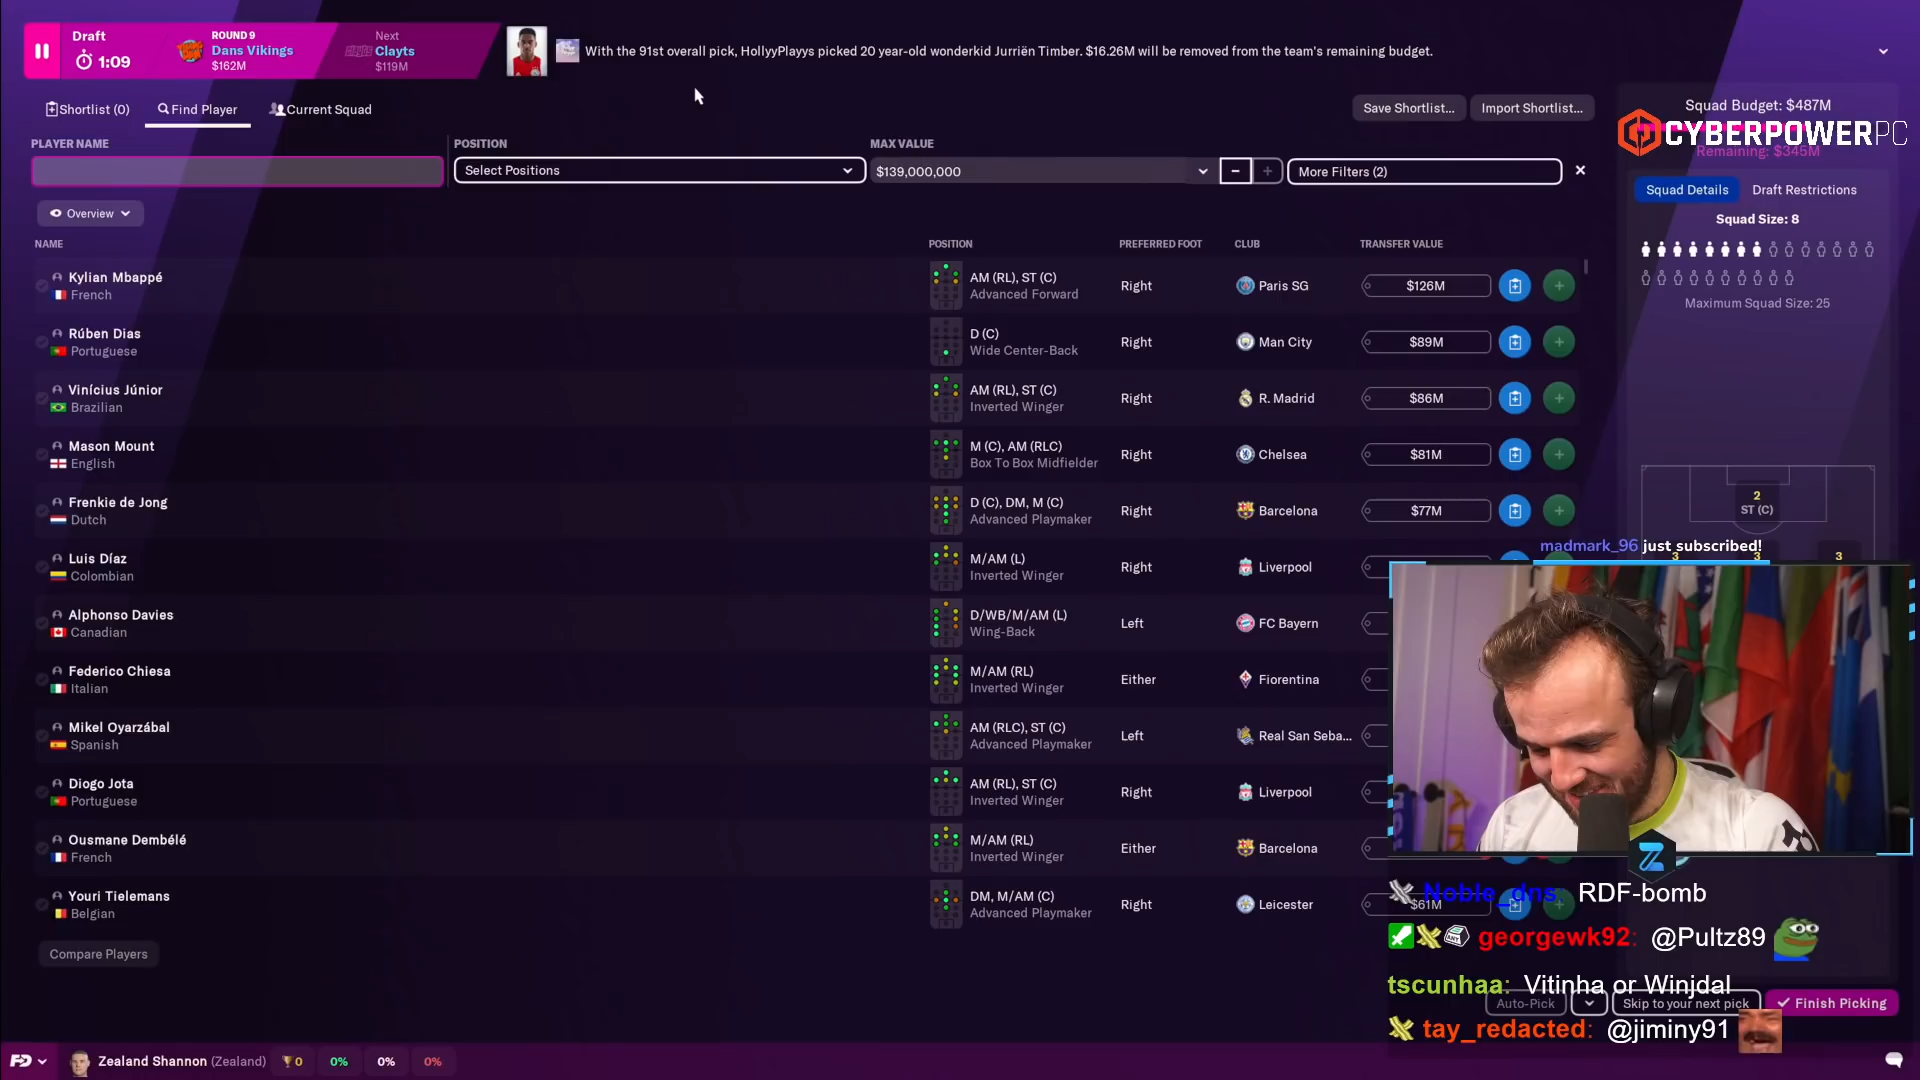 Draft
1:09
ROUND 9
Dans Vikings
$162M
Next
Clayts
$119M
With the 91st overall pick, HollyyPlayys picked 20 year-old wonderkid Jurriën Timber. $16.26M will be removed from the team's remaining budget.
Shortlist (0)
Find Player
Current Squad
Save Shortlist...
Import Shortlist...
Squad Budget: $487M
CYBERPOWERPC
Remaining: $345M
PLAYER NAME
POSITION
MAX VALUE
Select Positions
$139,000,000
More Filters (2)
Squad Details
Draft Restrictions
Squad Size: 8
Maximum Squad Size: 25
Overview
NAME
POSITION
PREFERRED FOOT
CLUB
TRANSFER VALUE
Kylian Mbappé
French
AM (RL), ST (C)
Advanced Forward
Right
Paris SG
$126M
Rúben Dias
Portuguese
D (C)
Wide Center-Back
Right
Man City
$89M
Vinícius Júnior
Brazilian
AM (RL), ST (C)
Inverted Winger
Right
R. Madrid
$86M
Mason Mount
English
M (C), AM (RLC)
Box To Box Midfielder
Right
Chelsea
$81M
Frenkie de Jong
Dutch
D (C), DM, M (C)
Advanced Playmaker
Right
Barcelona
$77M
2
ST (C)
madmark_96 just subscribed!
3
3
3
Luis Díaz
Colombian
M/AM (L)
Inverted Winger
Right
Liverpool
Alphonso Davies
Canadian
D/WB/M/AM (L)
Wing-Back
Left
FC Bayern
Federico Chiesa
Italian
M/AM (RL)
Inverted Winger
Either
Fiorentina
Mikel Oyarzábal
Spanish
AM (RLC), ST (C)
Advanced Playmaker
Left
Real San Seba...
Diogo Jota
Portuguese
AM (RL), ST (C)
Inverted Winger
Right
Liverpool
Ousmane Dembélé
French
M/AM (RL)
Inverted Winger
Either
Barcelona
Youri Tielemans
Belgian
DM, M/AM (C)
Advanced Playmaker
Right
Leicester
$61M
Noble_dns: RDF-bomb
georgewk92: @Pultz89
tscunhaa: Vitinha or Winjdal
tay_redacted: @jiminy91
Compare Players
Auto-Pick
Skip to your next pick
Finish Picking
FD
Zealand Shannon (Zealand)
0
0%
0%
0%